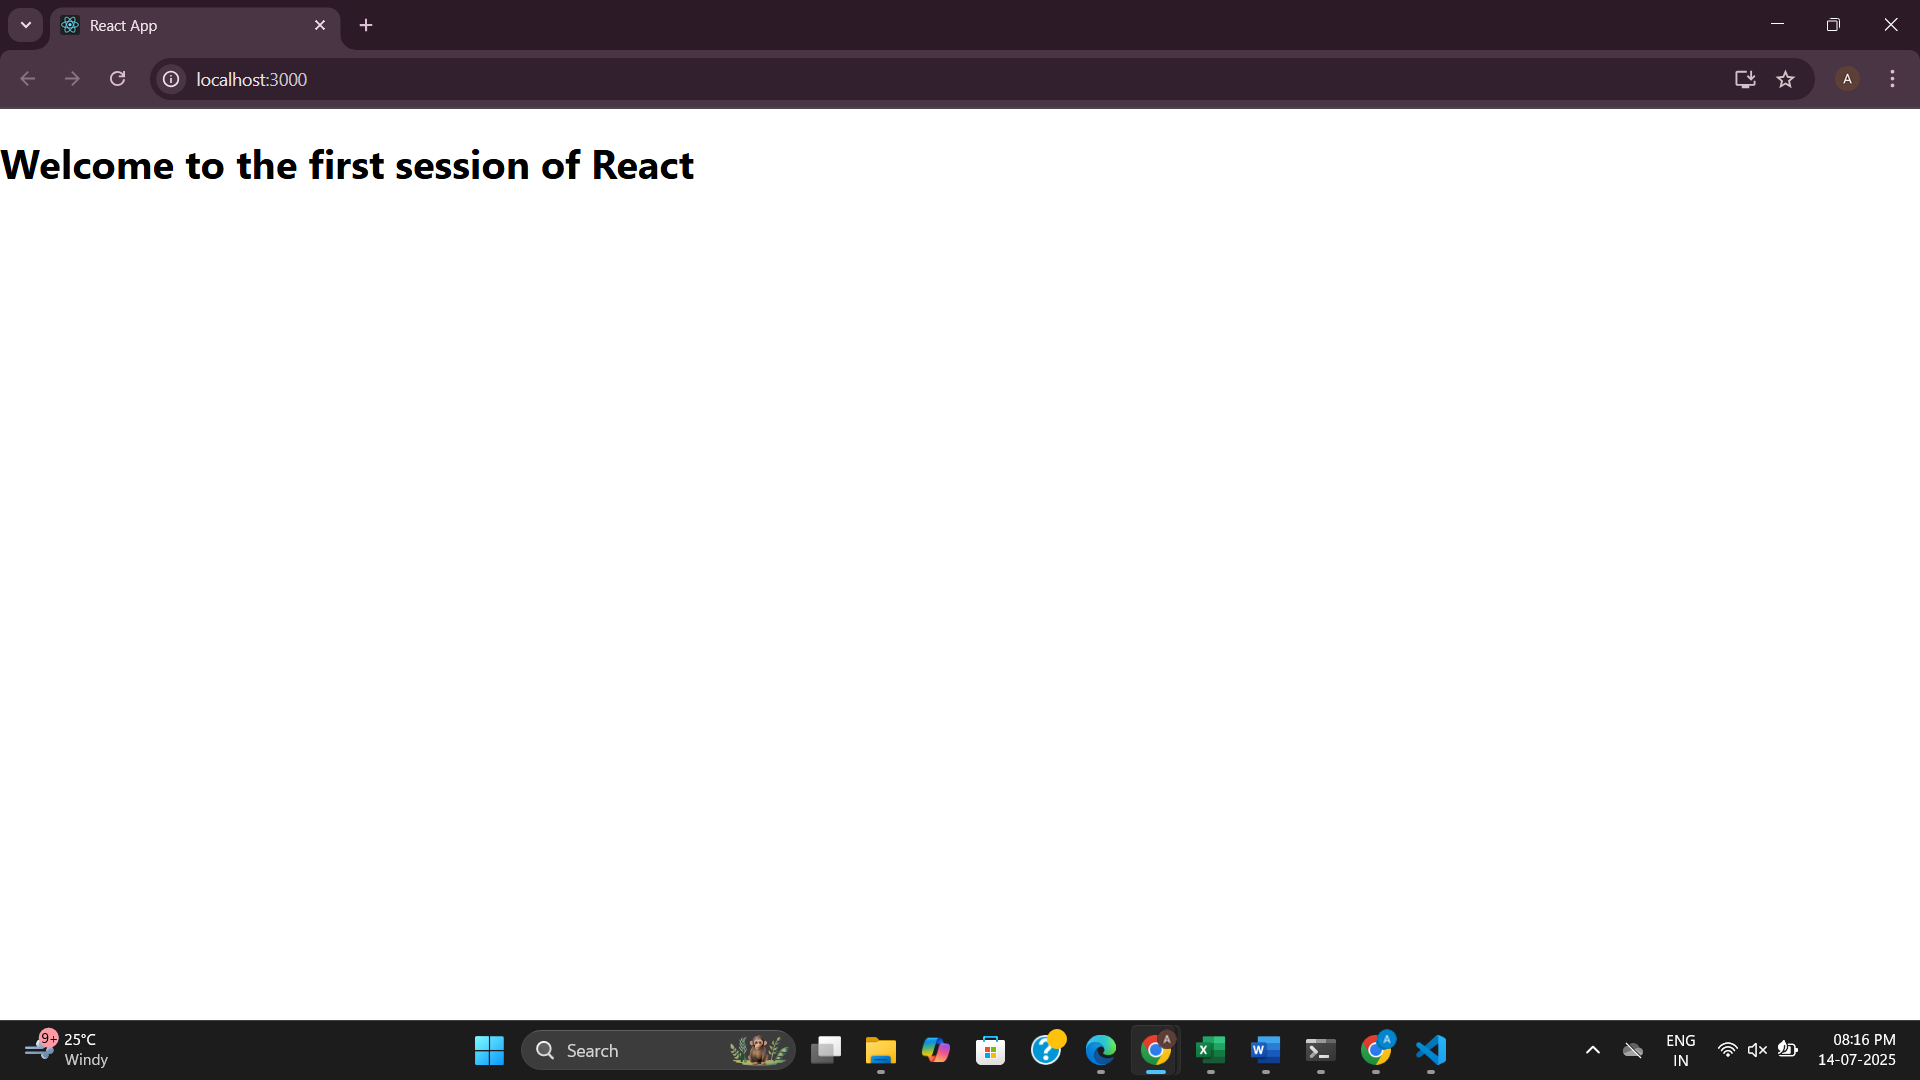 React App
localhost:3000
A
Welcome to the first session of React
9+
25°C
Windy
Search
A
A
ENG
IN
08:16 PM
14-07-2025